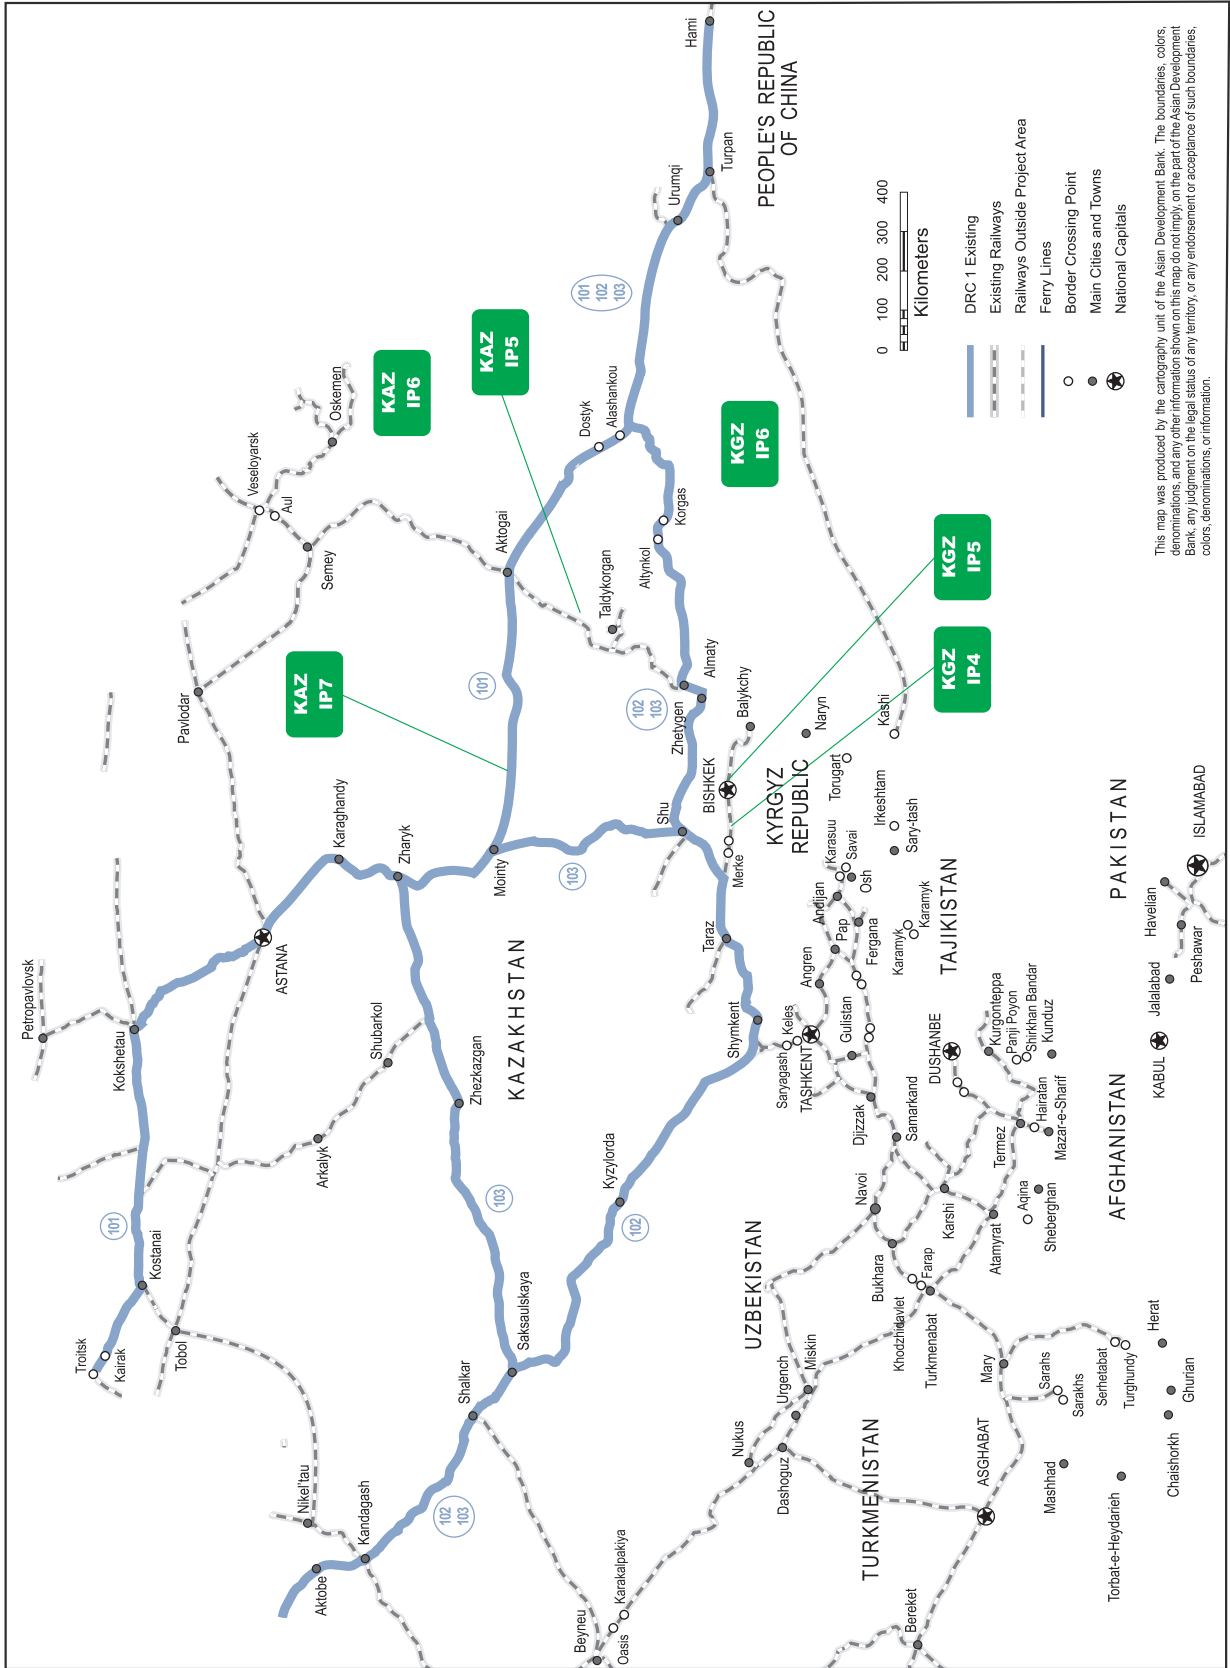 Petropavlovsk
Kokshetau
Troitsk
Kairak
Kostanai
Tobol
101
ASTANA
Pavlodar
Karaghandy
Arkalyk
Shubarkol
Zharyk
Nikel'tau
Aktobe
Kandagash
102
103
Shalkar
Saksaulskaya
103
Zhezkazgan
KAZAKHSTAN
Mointy
103
101
KAZ
IP7
Semey
Aul
Veseloyarsk
Oskemen
KAZ
IP6
KAZ
IP5
Aktogai
Taldykorgan
Dostyk
Alashankou
101
102
103
Altynkol
Korgas
Urumqi
Turpan
Hami
PEOPLE'S REPUBLIC
OF CHINA
102
103
Almaty
Zhetygen
Shu
Kyzylorda
102
Shymkent
Taraz
Merke
BISHKEK
Balykchy
KYRGYZ
REPUBLIC
Naryn
Torugart
Kashi
Irkeshtam
Sary-tash
KGZ
IP6
KGZ
IP5
KGZ
IP4
Beyneu
Oasis
Karakalpakiya
Nukus
Dashoguz
Urgench
Miskin
UZBEKISTAN
Saryagash
Keles
TASHKENT
Angren
Gulistan
Pap
Andijan
Karasuu
Savai
Osh
Fergana
Karamyk
Karamyk
TAJIKISTAN
Djizzak
Samarkand
Navoi
Bukhara
Karshi
Farap
Khodzhidavlet
Turkmenabat
DUSHANBE
Kurgonteppa
Panji Poyon
Shirkhan Bandar
Kunduz
Termez
Hairatan
Mazar-e-Sharif
Atamyrat
Aqina
Sheberghan
AFGHANISTAN
TURKMENISTAN
Bereket
ASGHABAT
Mary
Sarahs
Sarakhs
Serhetabat
Turghundy
Mashhad
Torbat-e-Heydarieh
Herat
Ghurian
Chaishorkh
KABUL
Jalalabad
Peshawar
Havelian
ISLAMABAD
PAKISTAN
0 100 200 300 400
Kilometers
DRC 1 Existing
Existing Railways
Railways Outside Project Area
Ferry Lines
Border Crossing Point
Main Cities and Towns
National Capitals
This map was produced by the cartography unit of the Asian Development Bank. The boundaries, colors,
denominations, and any other information shown on this map do not imply, on the part of the Asian Development
Bank, any judgment on the legal status of any territory, or any endorsement or acceptance of such boundaries,
colors, denominations, or information.